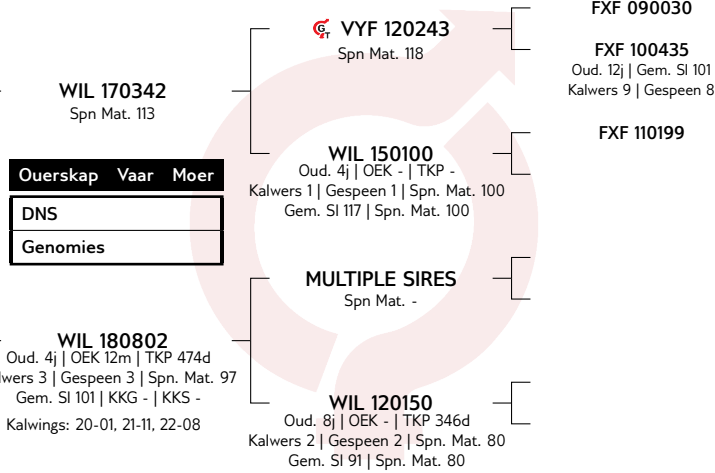 FXF 090030
VYF 120243
Spn Mat. 118
FXF 100435
Oud. 12j | Gem. SI 101
Kalwers 9 | Gespeen 8
WIL 170342
Spn Mat. 113
FXF 110199
WIL 150100
Oud. 4j | OEK - | TKP -
Kalwers 1 | Gespeen 1 | Spn. Mat. 100
Gem. SI 117 | Spn. Mat. 100
Ouerskap Vaar Moer
DNS
Genomies
MULTIPLE SIRES
Spn Mat. -
WIL 180802
Oud. 4j | OEK 12m | TKP 474d
lwers 3 | Gespeen 3 | Spn. Mat. 97
Gem. SI 101 | KKG - | KKS -
Kalwings: 20-01, 21-11, 22-08
WIL 120150
Oud. 8j | OEK - | TKP 346d
Kalwers 2 | Gespeen 2 | Spn. Mat. 80
Gem. SI 91 | Spn. Mat. 80